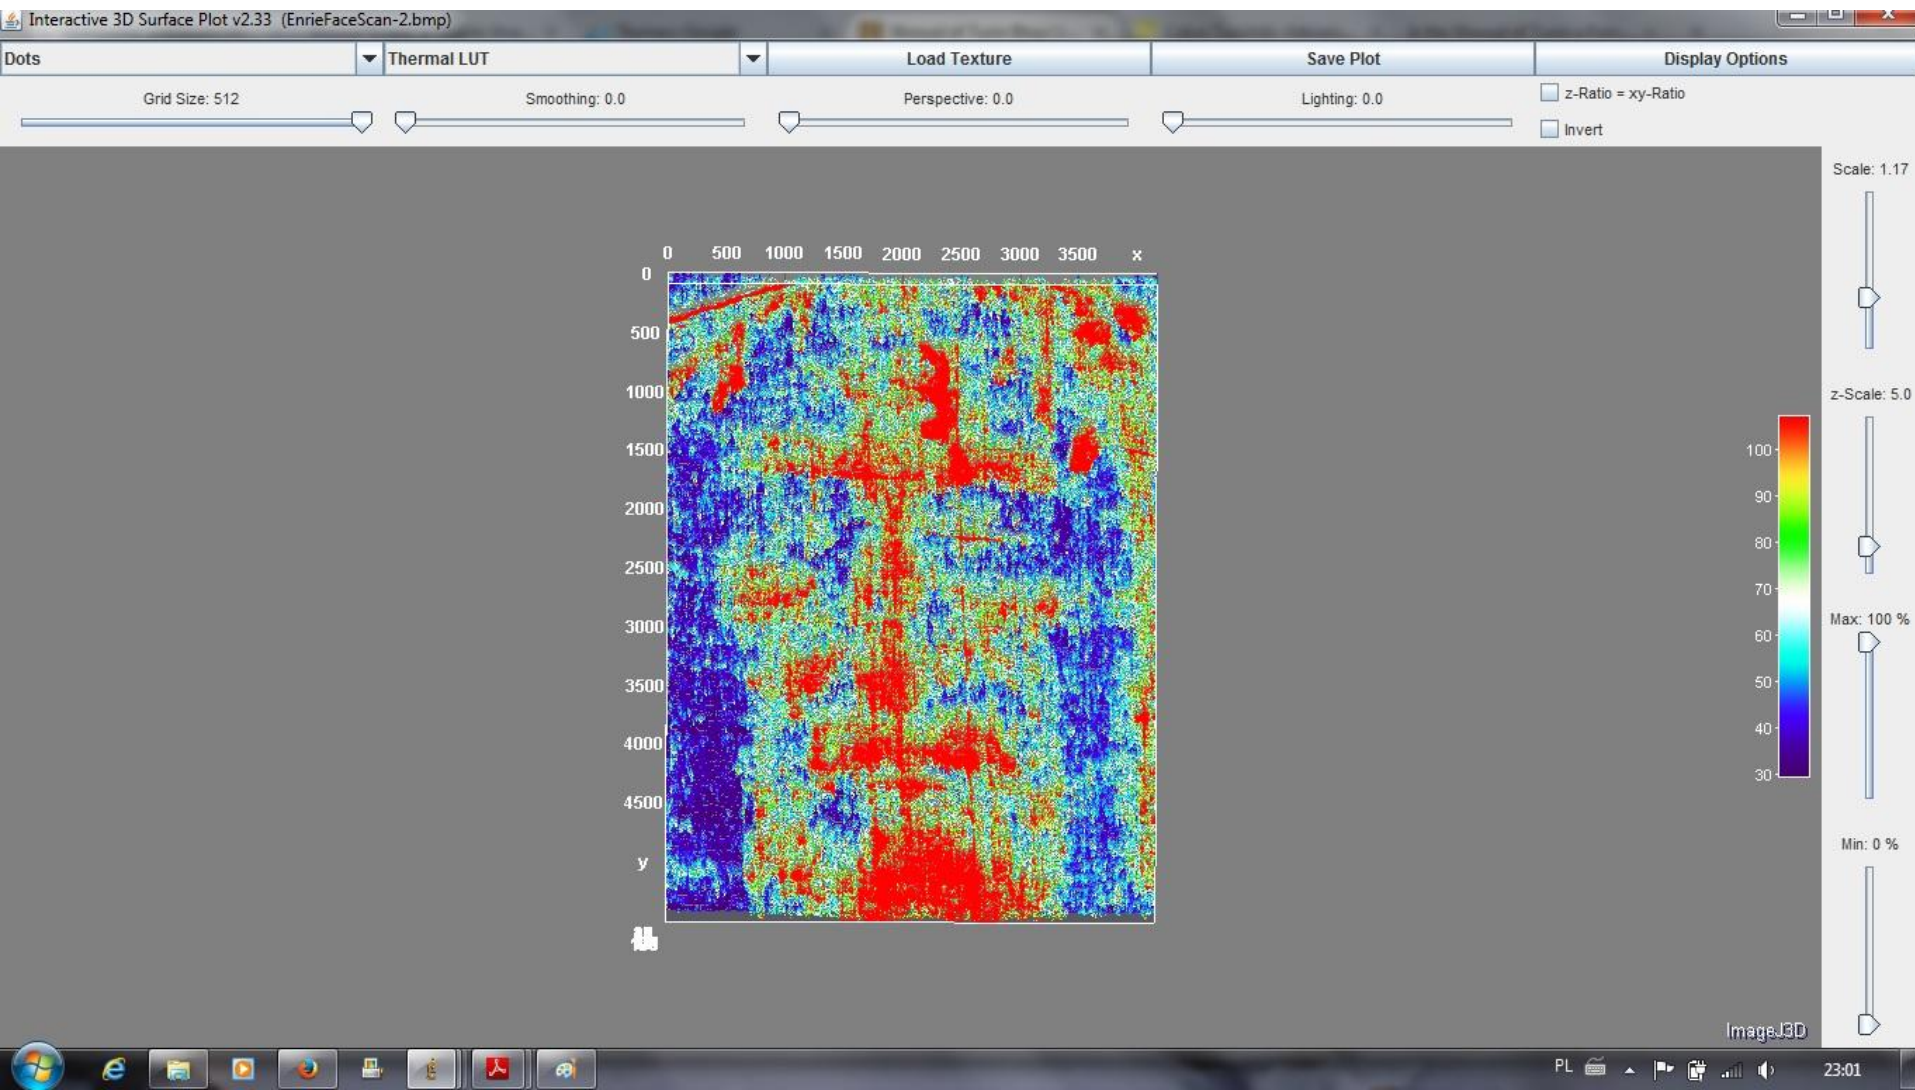 Interactive 3D Surface Plot v2.33 (EnrieFaceScan-2.bmp)
Dots Thermal LUT Load Texture Save Plot Display Options
Grid Size: 512 Smoothing: 0.0 Perspective: 0.0 Lighting: 0.0 z-Ratio = xy-Ratio
Invert
Scale: 1.17
0 500 1000 1500 2000 2500 3000 3500 x
0
500
1000
1500
2000
2500
3000
3500
4000
4500
y
z-Scale: 5.0
100
90
80
70
60
50
40
30
Max: 100 %
Min: 0 %
ImageJ3D
PL 23:01